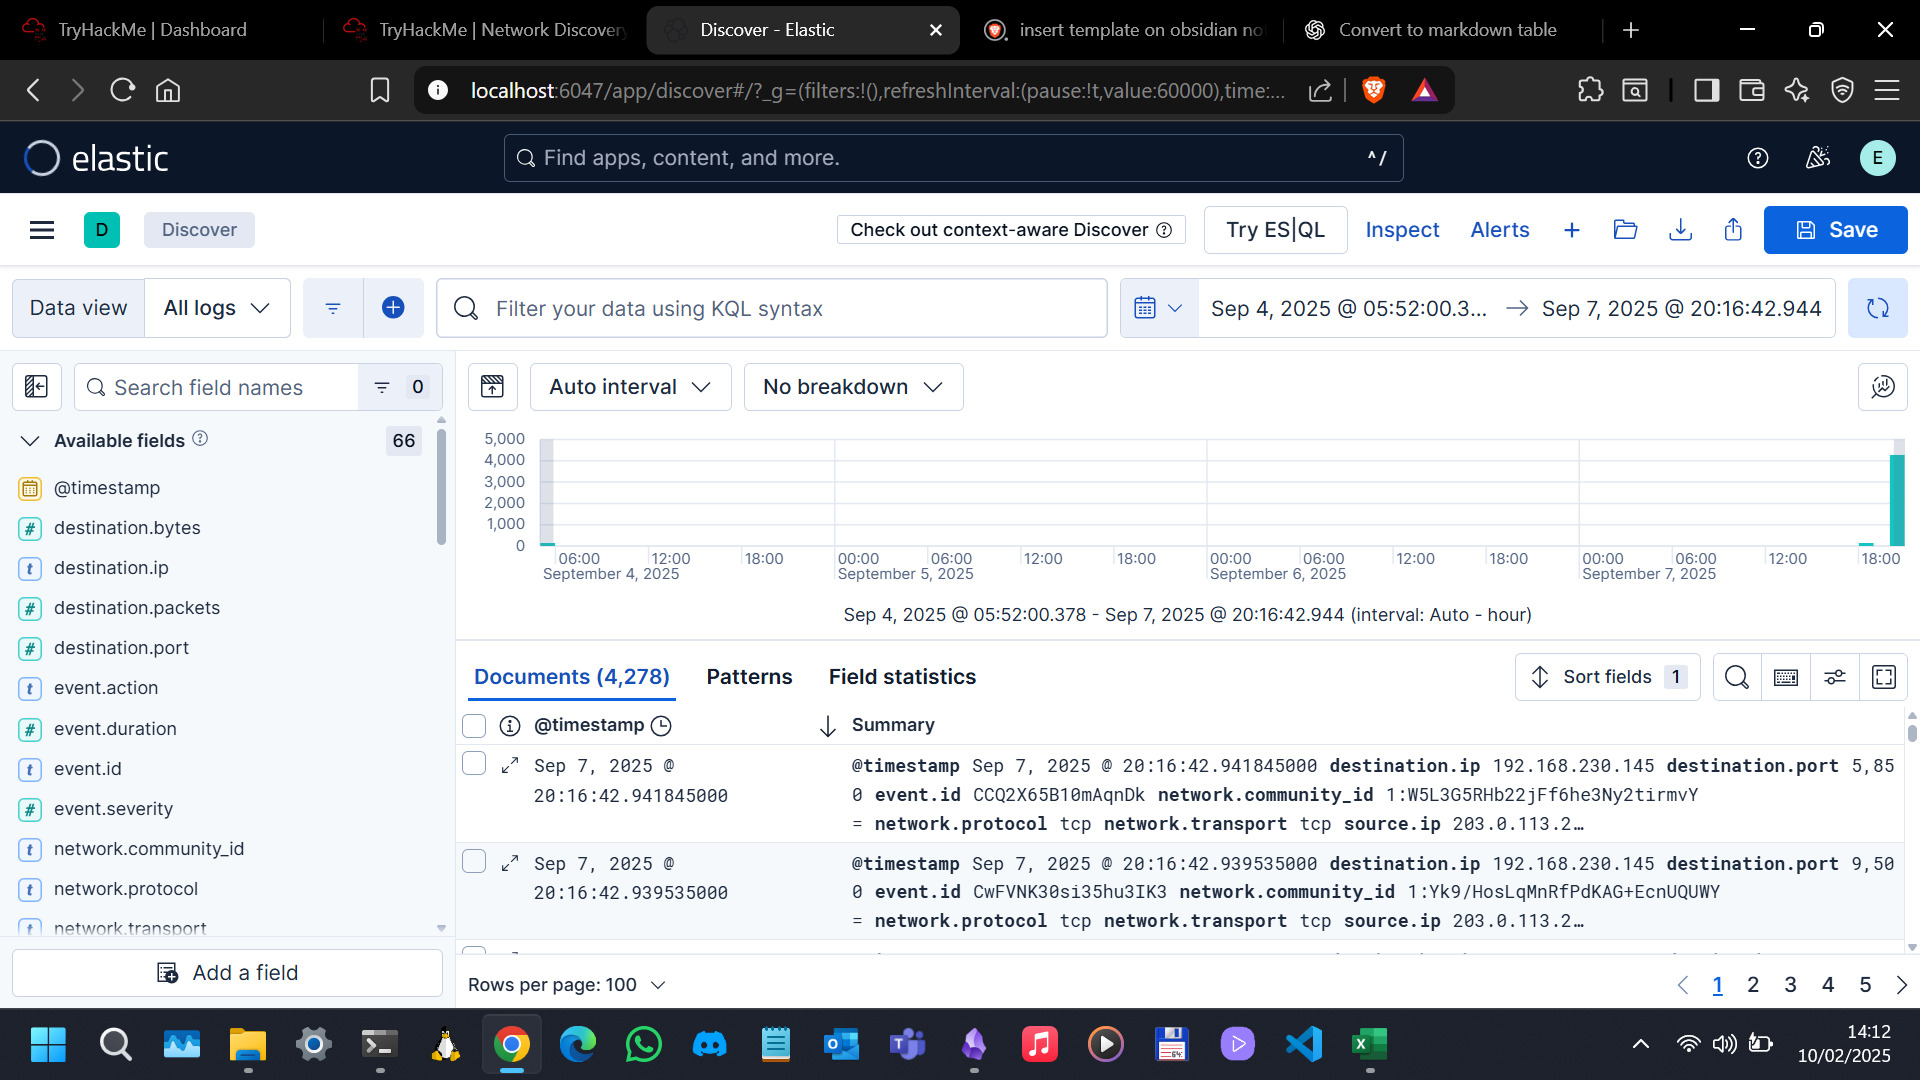 TryHackMe | Dashboard
TryHackMe | Network Discovery
Discover - Elastic
insert template on obsidian no
Convert to markdown table
localhost:6047/app/discover#/?_g=(filters:!(),refreshInterval:(pause:!t,value:60000),time:...
elastic
Find apps, content, and more.
^/
E
D
Discover
Check out context-aware Discover
Try ES|QL
Inspect
Alerts
Save
Data view
All logs
Filter your data using KQL syntax
Sep 4, 2025 @ 05:52:00.3...
Sep 7, 2025 @ 20:16:42.944
Search field names
0
Auto interval
No breakdown
Available fields
66
@timestamp
destination.bytes
destination.ip
destination.packets
destination.port
event.action
event.duration
event.id
event.severity
network.community_id
network.protocol
network.transport
Add a field
5,000
4,000
3,000
2,000
1,000
0
06:00 12:00 18:00 00:00 06:00 12:00 18:00 00:00 06:00 12:00 18:00 00:00 06:00 12:00 18:00
September 4, 2025 September 5, 2025 September 6, 2025 September 7, 2025
Sep 4, 2025 @ 05:52:00.378 - Sep 7, 2025 @ 20:16:42.944 (interval: Auto - hour)
Documents (4,278)
Patterns
Field statistics
Sort fields 1
@timestamp
Summary
Sep 7, 2025 @
20:16:42.941845000
@timestamp Sep 7, 2025 @ 20:16:42.941845000 destination.ip 192.168.230.145 destination.port 5,85
0 event.id CCQ2X65B10mAqnDk network.community_id 1:W5L3G5RHb22jFf6he3Ny2tirmvY
= network.protocol tcp network.transport tcp source.ip 203.0.113.2…
Sep 7, 2025 @
20:16:42.939535000
@timestamp Sep 7, 2025 @ 20:16:42.939535000 destination.ip 192.168.230.145 destination.port 9,50
0 event.id CwFVNK30si35hu3IK3 network.community_id 1:Yk9/HosLqMnRfPdKAG+EcnUQUWY
= network.protocol tcp network.transport tcp source.ip 203.0.113.2…
Rows per page: 100
1 2 3 4 5
14:12
10/02/2025